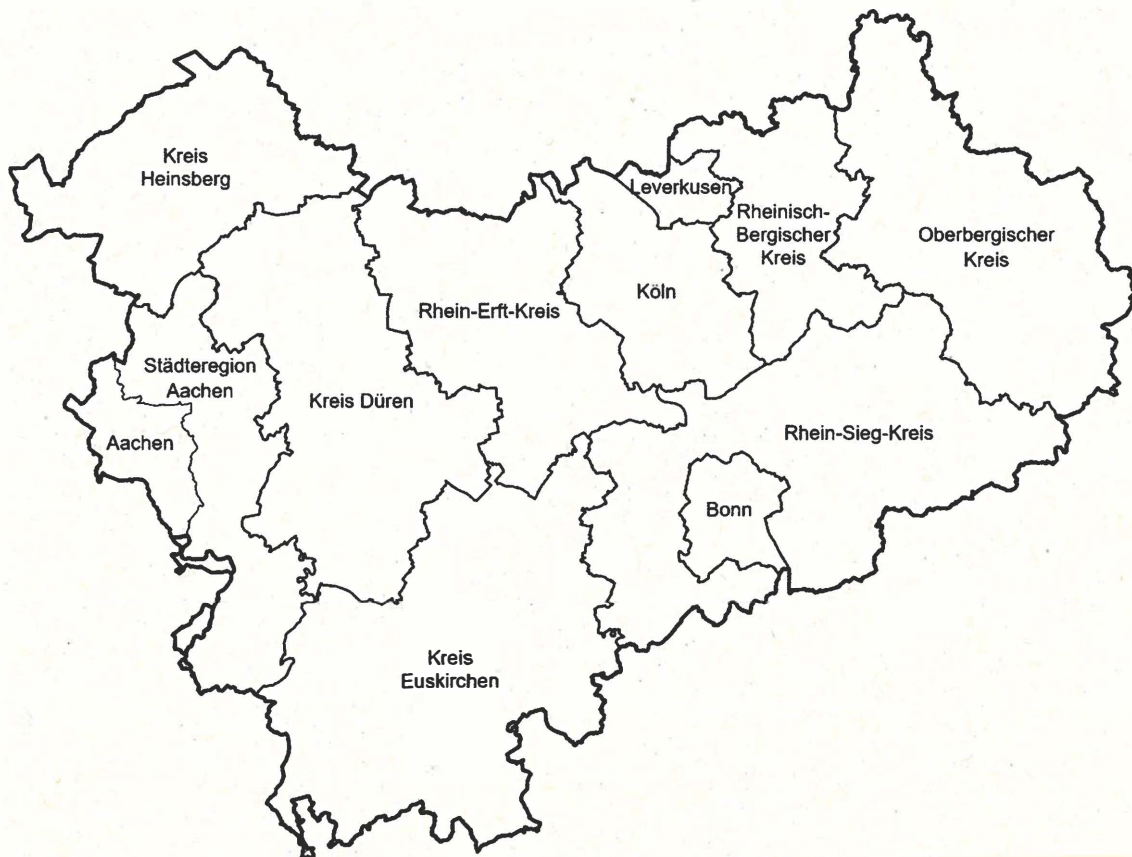 Kreis
Heinsberg
Leverkusen
Rheinisch-
Bergischer
Kreis
Oberbergischer
Kreis
Köln
Rhein-Erft-Kreis
Städteregion
Aachen
Kreis Düren
Aachen
Rhein-Sieg-Kreis
Bonn
Kreis
Euskirchen